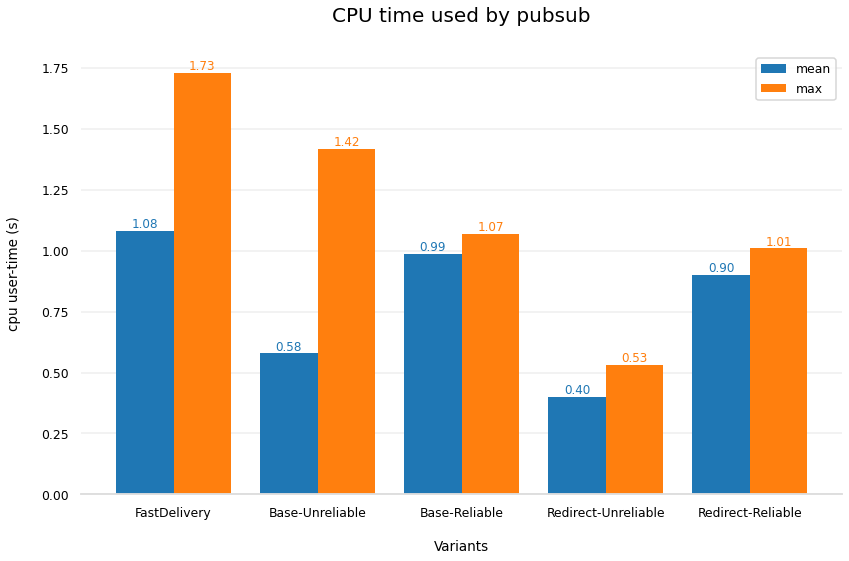 CPU time used by pubsub
mean
max
cpu user-time (s)
1.75
1.50
1.25
1.00
0.75
0.50
0.25
0.00
1.08
1.73
0.58
1.42
0.99
1.07
0.40
0.53
0.90
1.01
FastDelivery
Base-Unreliable
Base-Reliable
Redirect-Unreliable
Redirect-Reliable
Variants